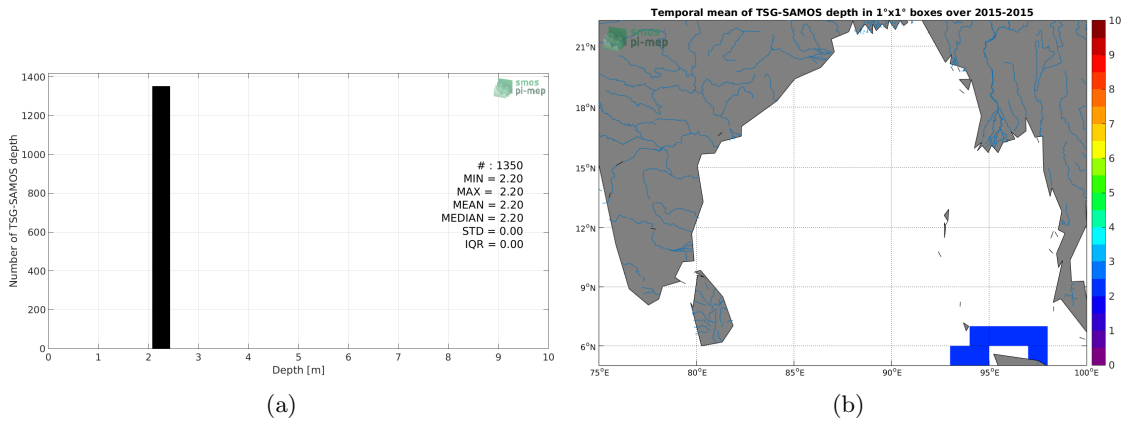 Temporal mean of TSG-SAMOS depth in 1°x1° boxes over 2015-2015
smos
pi-mep
1400
1200
1000
800
600
400
200
0
Number of TSG-SAMOS depth
# : 1350
MIN = 2.20
MAX = 2.20
MEAN = 2.20
MEDIAN = 2.20
STD = 0.00
IQR = 0.00
0 1 2 3 4 5 6 7 8 9 10
Depth [m]
(a)
smos
pi-mep
21°N
18°N
15°N
12°N
9°N
6°N
75°E 80°E 85°E 90°E 95°E 100°E
10
9
8
7
6
5
4
3
2
1
0
(b)